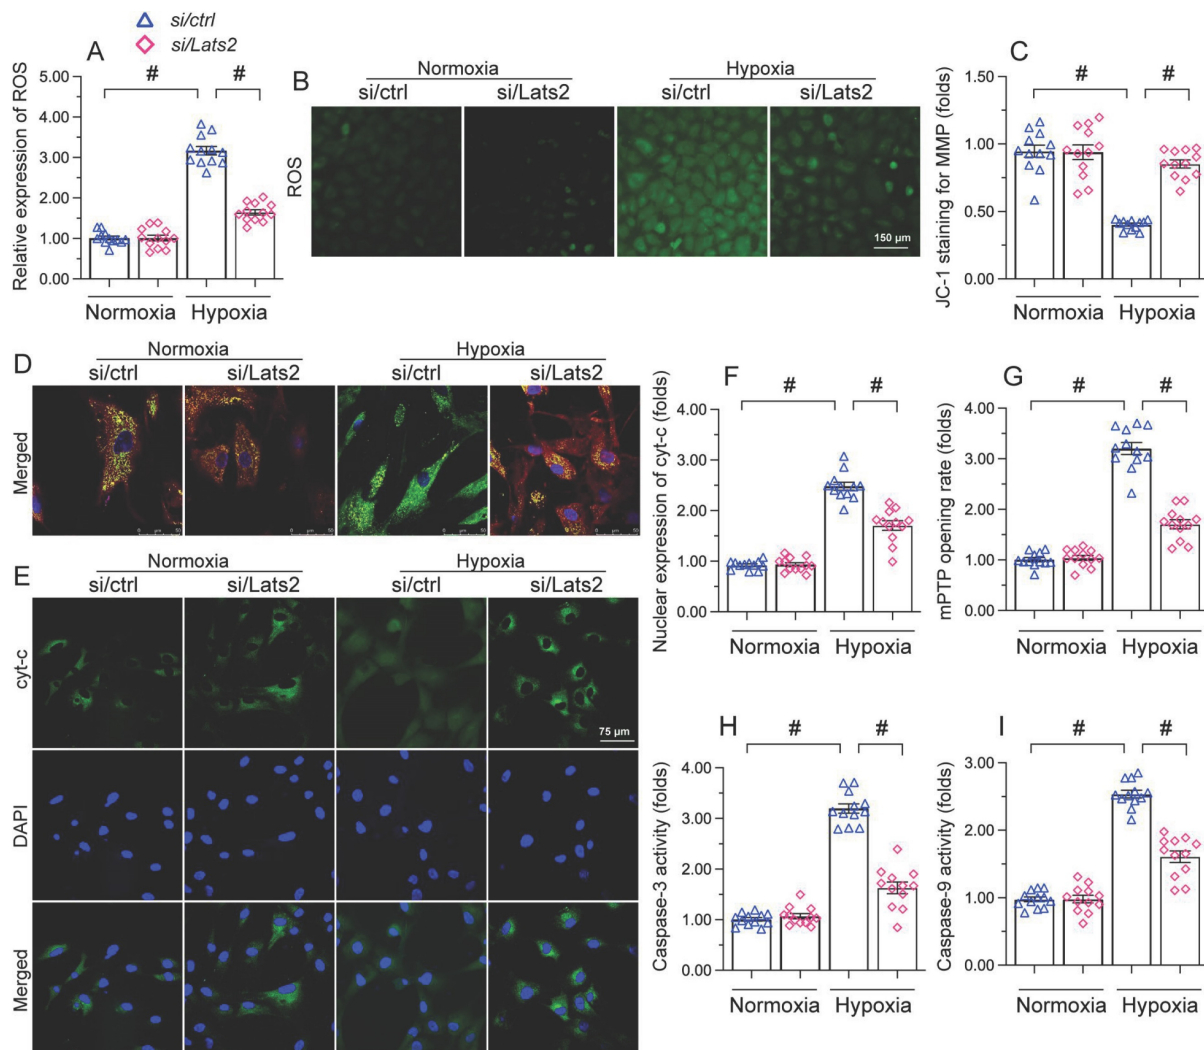 si/ctrl
si/Lats2
A
Relative expression of ROS
5.00
4.00
3.00
2.00
1.00
0.00
# #
Normoxia Hypoxia
B
Normoxia Hypoxia
si/ctrl si/Lats2 si/ctrl si/Lats2
ROS
150 µm
C
JC-1 staining for MMP (folds)
1.50
1.00
0.50
0.00
# #
Normoxia Hypoxia
D
Normoxia Hypoxia
si/ctrl si/Lats2 si/ctrl si/Lats2
Merged
E
Normoxia Hypoxia
si/ctrl si/Lats2 si/ctrl si/Lats2
cyt-c
75 µm
DAPI
Merged
F
Nuclear expression of cyt-c (folds)
4.00
3.00
2.00
1.00
0.00
# #
Normoxia Hypoxia
G
mPTP opening rate (folds)
4.00
3.00
2.00
1.00
0.00
# #
Normoxia Hypoxia
H
Caspase-3 activity (folds)
4.00
3.00
2.00
1.00
0.00
# #
Normoxia Hypoxia
I
Caspase-9 activity (folds)
3.00
2.00
1.00
0.00
# #
Normoxia Hypoxia